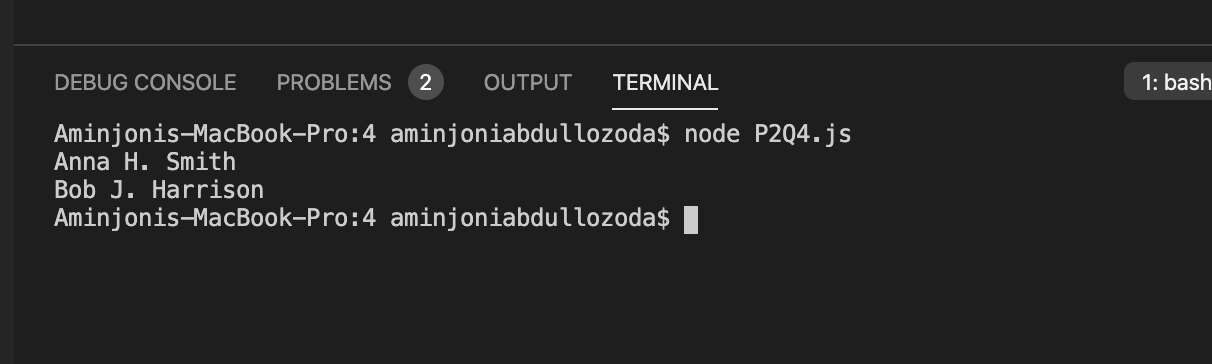 DEBUG CONSOLE PROBLEMS 2 OUTPUT TERMINAL 1: bash
Aminjonis-MacBook-Pro:4 aminjoniabdullozoda$ node P2Q4.js
Anna H. Smith
Bob J. Harrison
Aminjonis-MacBook-Pro:4 aminjoniabdullozoda$